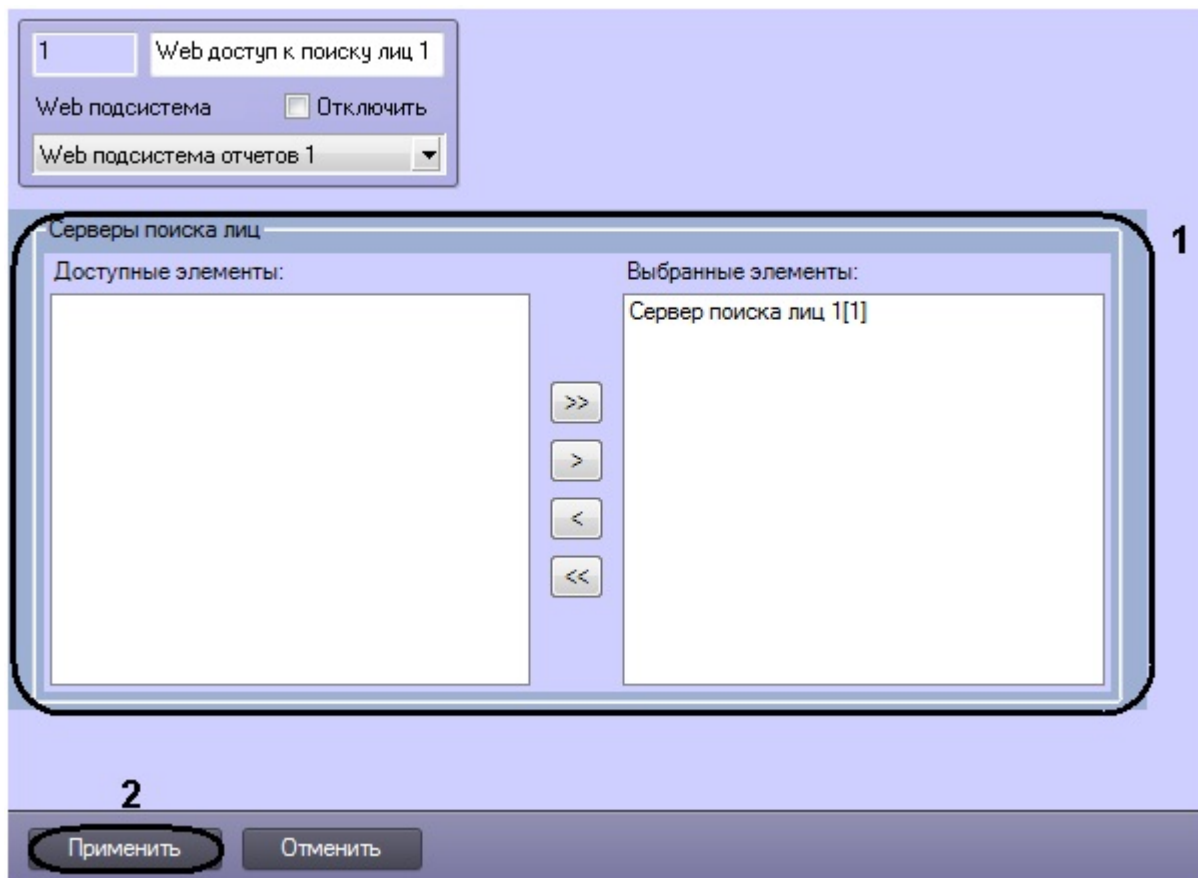 1 Web доступ к поиску лиц 1
Web подсистема Отключить
Web подсистема отчетов 1
Серверы поиска лиц
1
Доступные элементы: Выбранные элементы:
Сервер поиска лиц 1[1]
>>
>
<
<<
2
Применить Отменить